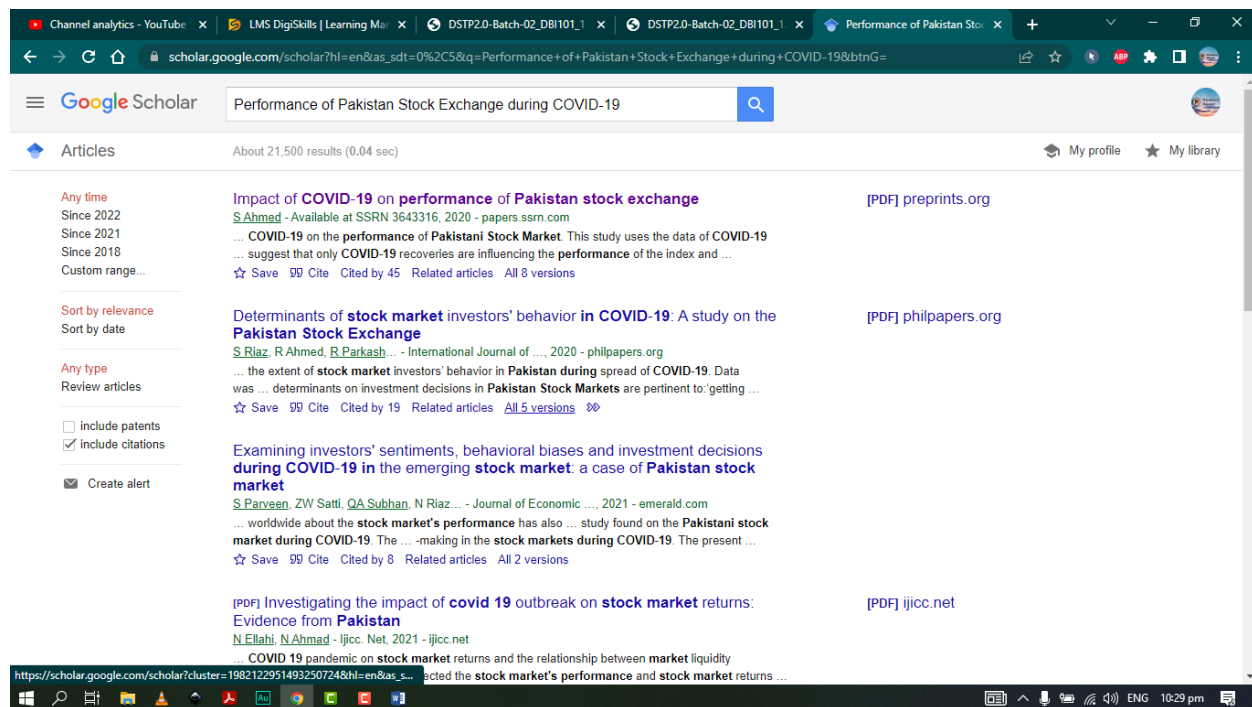 Channel analytics - YouTube
LMS DigiSkills | Learning Mar
DSTP2.0-Batch-02_DBI101_1
DSTP2.0-Batch-02_DBI101_1
Performance of Pakistan Stoc
scholar.google.com/scholar?hl=en&as_sdt=0%2C5&q=Performance+of+Pakistan+Stock+Exchange+during+COVID-19&btnG=
ABP
Google Scholar
Performance of Pakistan Stock Exchange during COVID-19
Articles
About 21,500 results (0.04 sec)
My profile
My library
Any time
Since 2022
Since 2021
Since 2018
Custom range...
Sort by relevance
Sort by date
Any type
Review articles
include patents
include citations
Create alert
Impact of COVID-19 on performance of Pakistan stock exchange
S Ahmed - Available at SSRN 3643316, 2020 - papers.ssrn.com
… COVID-19 on the performance of Pakistani Stock Market. This study uses the data of COVID-19
… suggest that only COVID-19 recoveries are influencing the performance of the index and …
Save Cite Cited by 45 Related articles All 8 versions
[PDF] preprints.org
Determinants of stock market investors' behavior in COVID-19: A study on the
Pakistan Stock Exchange
S Riaz, R Ahmed, R Parkash… - International Journal of …, 2020 - philpapers.org
… the extent of stock market investors' behavior in Pakistan during spread of COVID-19. Data
was … determinants on investment decisions in Pakistan Stock Markets are pertinent to:'getting …
Save Cite Cited by 19 Related articles All 5 versions
[PDF] philpapers.org
Examining investors' sentiments, behavioral biases and investment decisions
during COVID-19 in the emerging stock market: a case of Pakistan stock
market
S Parveen, ZW Satti, QA Subhan, N Riaz… - Journal of Economic …, 2021 - emerald.com
… worldwide about the stock market's performance has also … study found on the Pakistani stock
market during COVID-19. The … -making in the stock markets during COVID-19. The present …
Save Cite Cited by 8 Related articles All 2 versions
[PDF] Investigating the impact of covid 19 outbreak on stock market returns:
Evidence from Pakistan
N Ellahi, N Ahmad - Ijicc. Net, 2021 - ijicc.net
… COVID 19 pandemic on stock market returns and the relationship between market liquidity
ected the stock market's performance and stock market returns …
[PDF] ijicc.net
https://scholar.google.com/scholar?cluster=1982122951493250724&hl=en&as_s...
Au
ENG
10:29 pm